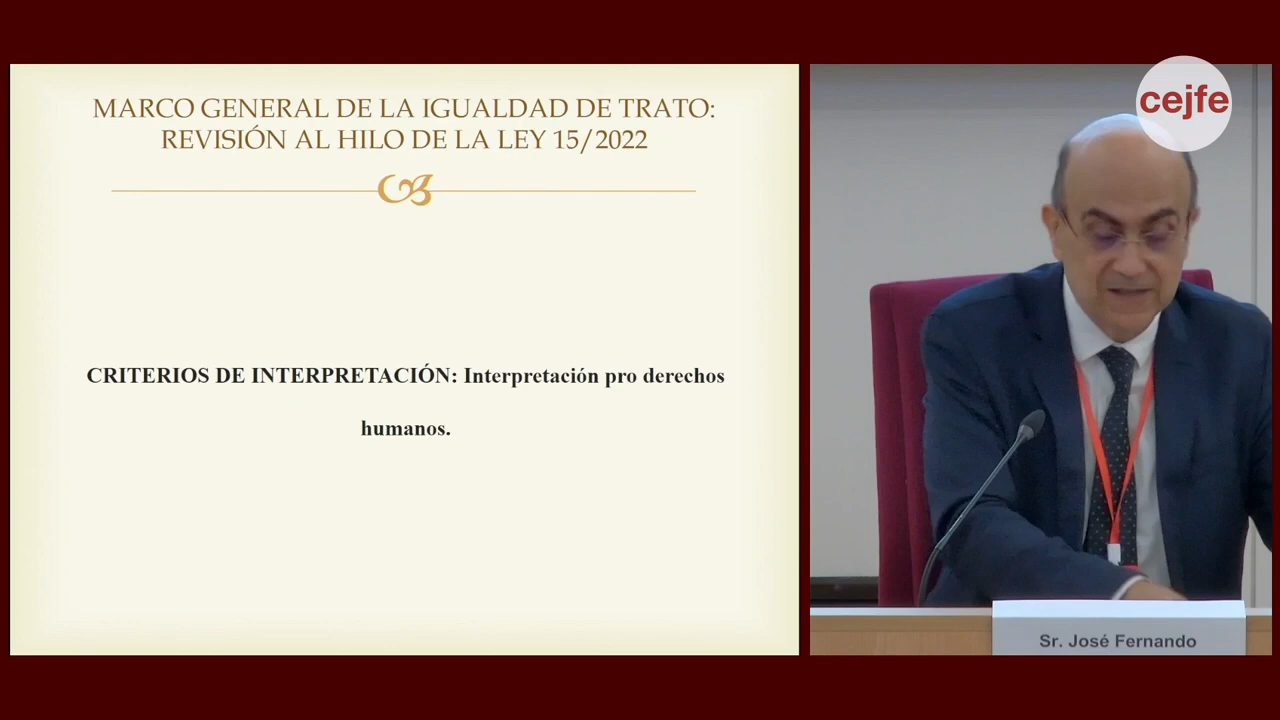 MARCO GENERAL DE LA IGUALDAD DE TRATO:
REVISIÓN AL HILO DE LA LEY 15/2022
CRITERIOS DE INTERPRETACIÓN: Interpretación pro derechos
humanos.
cejfe
Sr. José Fernando